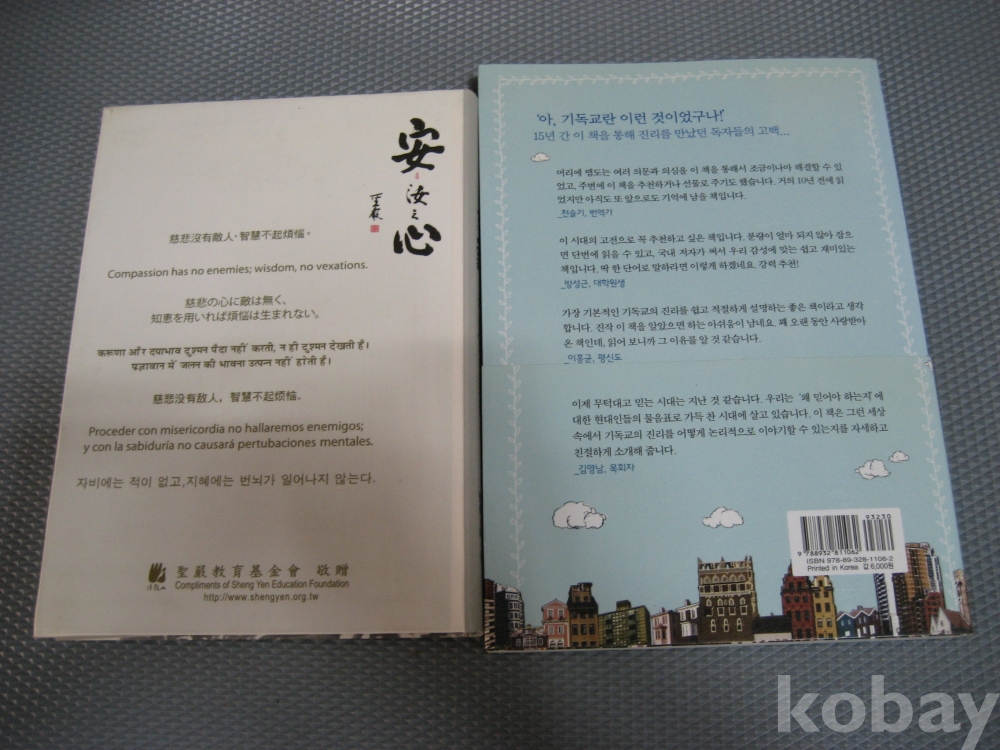 安
汝之
心
慈悲沒有敵人，智慧不起煩惱。
Compassion has no enemies; wisdom, no vexations.
慈悲の心に敵は無く、
知恵を用いれば煩惱は生まれない。
करूणा और दयाभाव दुश्मन पैदा नहीं करती, न ही दुश्मन देखती हैं।
प्रज्ञावान में जलन की भावना उत्पन्न नहीं होती हैं।
慈悲没有敌人，智慧不起烦恼。
Proceder con misericordia no hallaremos enemigos;
y con la sabiduría no causará pertubaciones mentales.
자비에는 적이 없고,지혜에는 번뇌가 일어나지 않는다.
聖嚴教育基金會 敬贈
Compliments of Sheng Yen Education Foundation
http://www.shengyen.org.tw
'아, 기독교란 이런 것이었구나!'
15년 간 이 책을 통해 진리를 만났던 독자들의 고백...
머리에 맴도는 여러 의문과 의심을 이 책을 통해서 조금이나마 해결할 수 있
었고, 주변에 이 책을 추천하거나 선물로 주기도 했습니다. 거의 10년 전에 읽
었지만 아직도 또 앞으로도 기억에 남을 책입니다.
_전슬기, 번역가
이 시대의 고전으로 꼭 추천하고 싶은 책입니다. 분량이 얼마 되지 않아 잡으
면 단번에 읽을 수 있고, 국내 저자가 써서 우리 감성에 맞는 쉽고 재미있는
책입니다. 딱 한 단어로 말하라면 이렇게 하겠네요. 강력 추천!
_방성근, 대학원생
가장 기본적인 기독교의 진리를 쉽고 적절하게 설명하는 좋은 책이라고 생각
합니다. 진작 이 책을 알았으면 하는 아쉬움이 남네요. 꽤 오랜 동안 사랑받아
온 책인데, 읽어 보니까 그 이유를 알 것 같습니다.
_이홍균, 평신도
이제 무턱대고 믿는 시대는 지난 것 같습니다. 우리는 '왜 믿어야 하는지'에
대한 현대인들의 물음표로 가득 찬 시대에 살고 있습니다. 이 책은 그런 세상
속에서 기독교의 진리를 어떻게 논리적으로 이야기할 수 있는지를 자세하고
친절하게 소개해 줍니다.
_김영남, 목회자
93230
9 788932 811062
ISBN 978-89-328-1106-2
Printed in Korea 값 6,000원
kobay